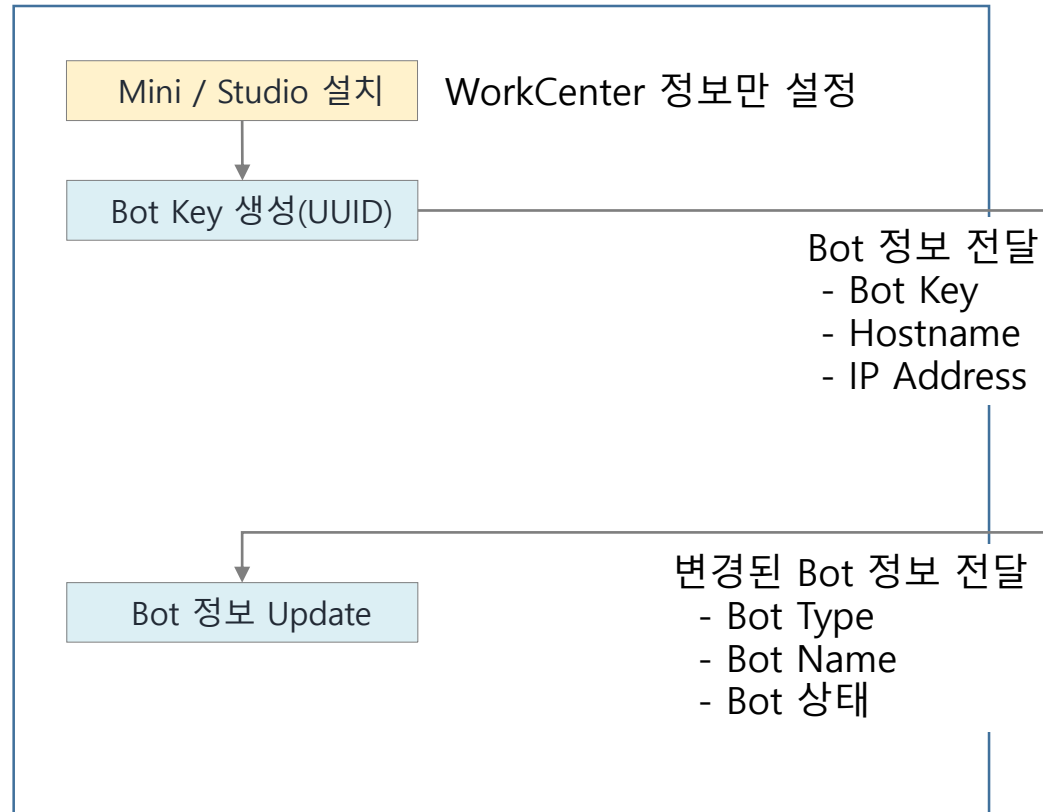 Mini / Studio 설치
WorkCenter 정보만 설정
Bot Key 생성(UUID)
Bot 정보 전달
- Bot Key
- Hostname
- IP Address
변경된 Bot 정보 전달
Bot 정보 Update
- Bot Type
- Bot Name
- Bot 상태